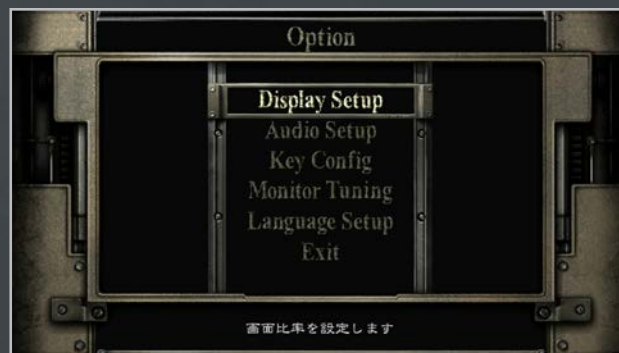 Option
Display Setup
Audio Setup
Key Config
Monitor Tuning
Language Setup
Exit
画面比率を設定します